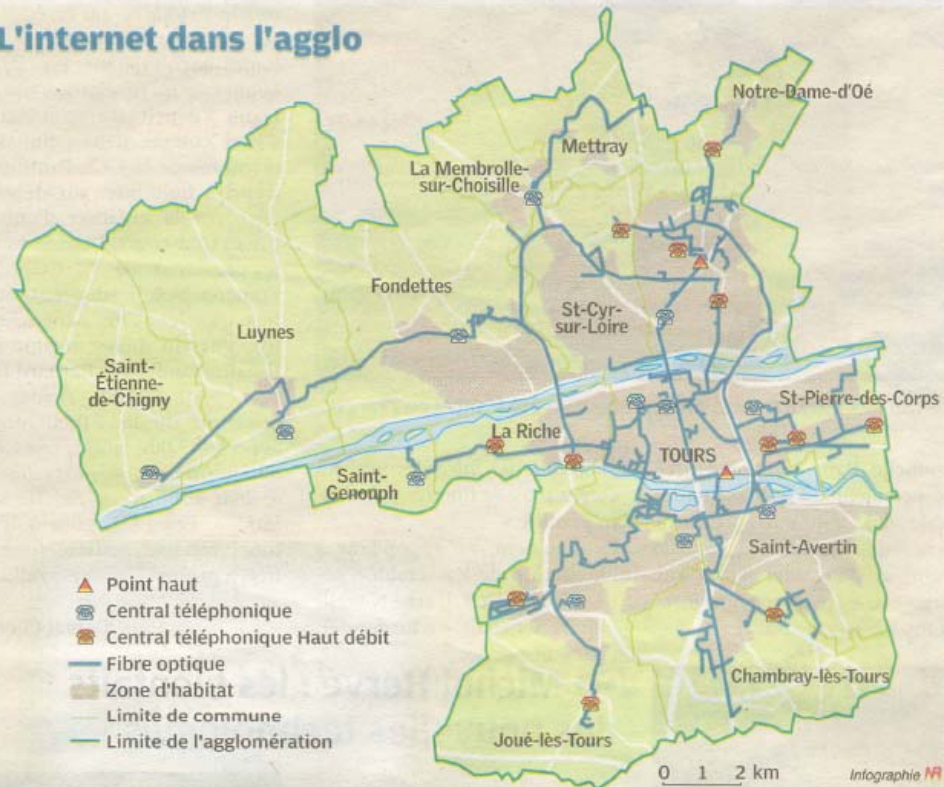 L'internet dans l'agglo
Notre-Dame-d'Oé
Mettray
La Membrolle-
sur-Choisille
Fondettes
St-Cyr-
sur-Loire
Luynes
Saint-
Étienne-
de-Chigny
St-Pierre-des-Corps
La Riche
TOURS
Saint-
Genouph
Saint-Avertin
Chambray-lès-Tours
Joué-lès-Tours
Point haut
Central téléphonique
Central téléphonique Haut débit
Fibre optique
Zone d'habitat
Limite de commune
Limite de l'agglomération
0 1 2 km
Infographie NR